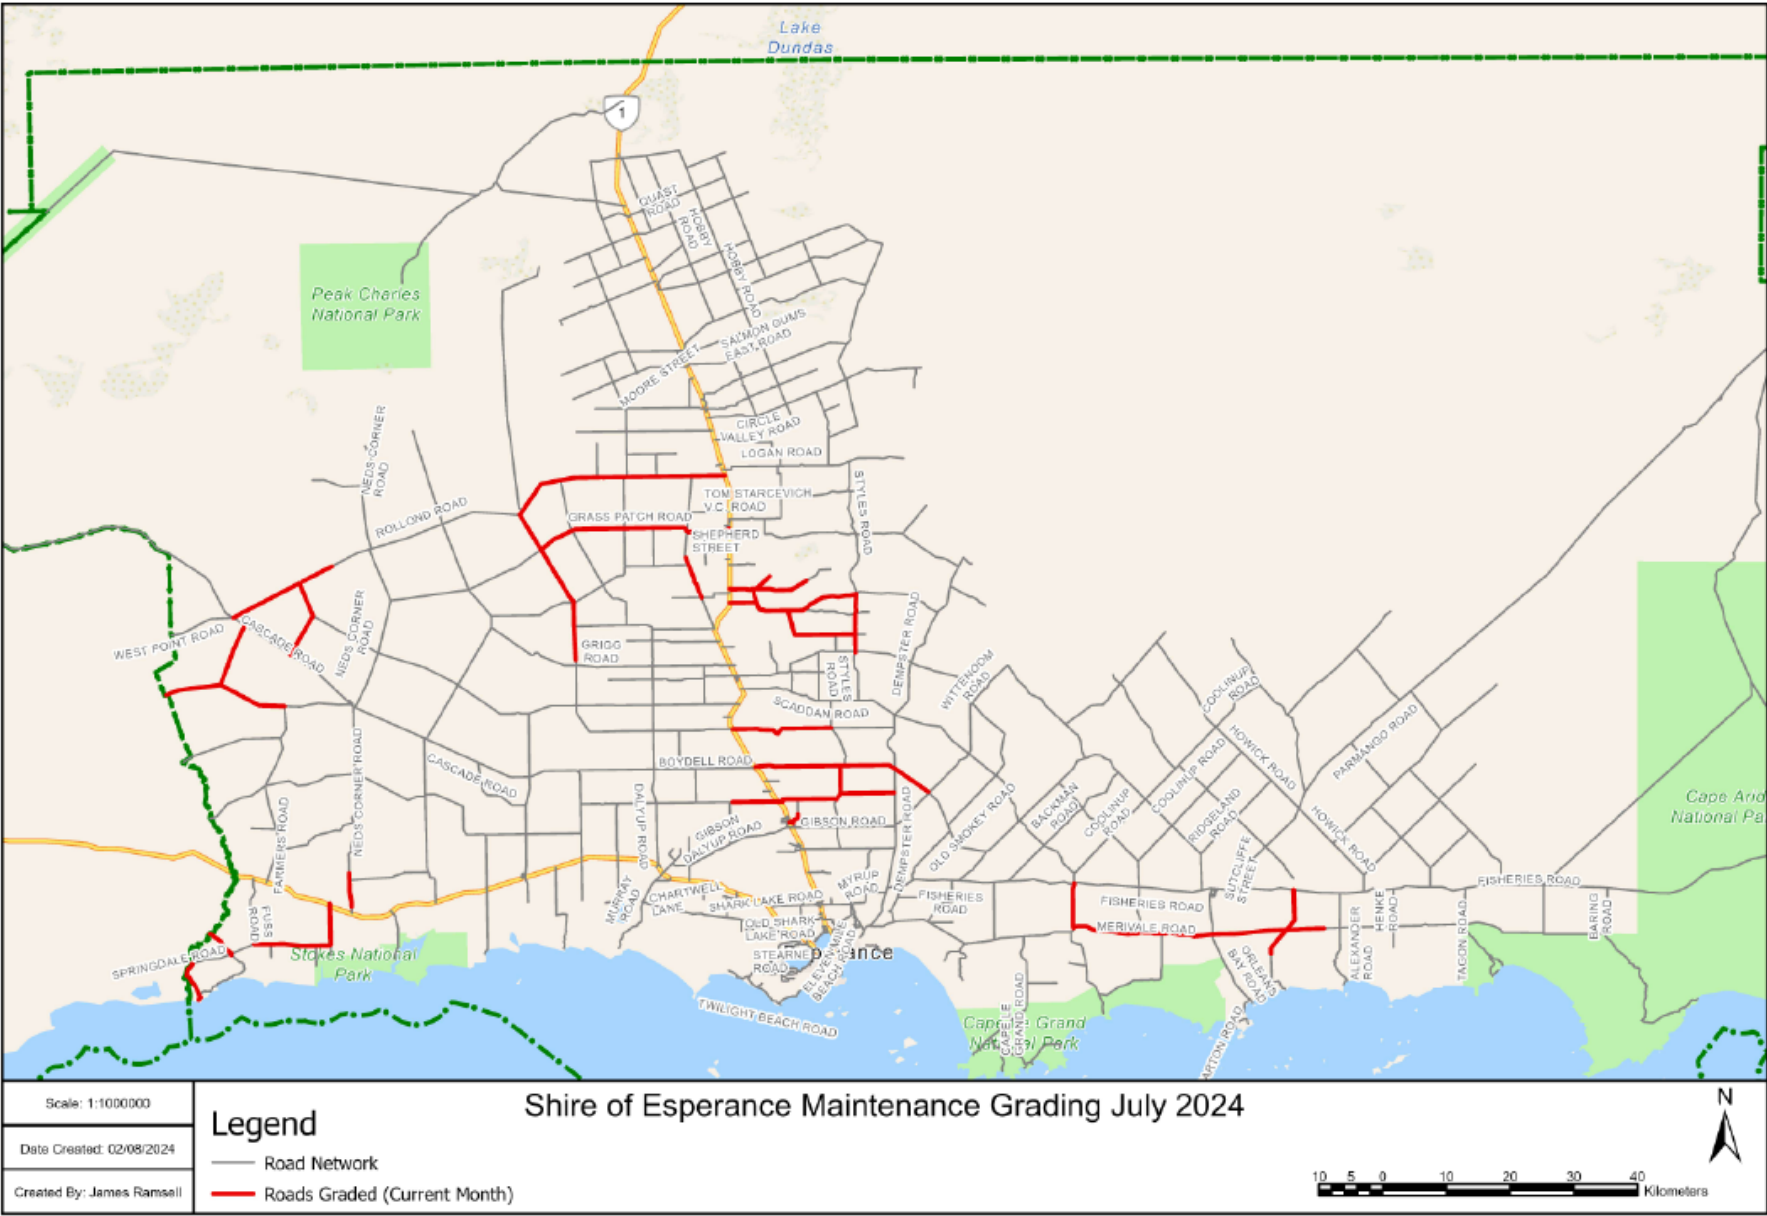 Lake
Dundas
1
QUAST
ROAD
HOBBY
ROAD
HOBBY ROAD
Peak Charles
National Park
SALMON GUMS
EAST ROAD
MOORE STREET
CIRCLE
VALLEY ROAD
LOGAN ROAD
NEDS CORNER
ROAD
ROLLOND ROAD
TOM STARCEVICH
V.C. ROAD
GRASS PATCH ROAD
SHEPHERD
STREET
STYLES ROAD
WEST POINT ROAD
CASCADE ROAD
NEDS CORNER
ROAD
GRIGG
ROAD
STYLES
ROAD
DEMPSTER ROAD
WITTENOOM
ROAD
SCADDAN ROAD
COOLINUP
ROAD
HOWICK ROAD
PARMANGO ROAD
NEDS CORNER ROAD
CASCADE ROAD
BOYDELL ROAD
DALYUP ROAD
GIBSON
DALYUP ROAD
GIBSON ROAD
DEMPSTER ROAD
OLD SMOKEY ROAD
BACKMAN
ROAD
COOLINUP
ROAD
COOLINUP ROAD
RIDGELAND
ROAD
HOWICK ROAD
SUTCLIFFE
STREET
Cape Arid
National Pa
FARMERS ROAD
FUSS
ROAD
MURRAY
ROAD
CHARTWELL
LANE
SHARK LAKE ROAD
MYRUP
ROAD
FISHERIES
ROAD
FISHERIES ROAD
FISHERIES ROAD
MERIVALE ROAD
OLD SHARK
LAKE ROAD
STEARNE
ROAD
ELEVEN MILE
BEACH ROAD
ORLEANS
BAY ROAD
ALEXANDER
ROAD
HENKE
ROAD
TAGON ROAD
BARING
ROAD
SPRINGDALE ROAD
Stokes National
Park
TWILIGHT BEACH ROAD
Cape Le Grand
National Park
CAPE LE
GRAND ROAD
WARTON ROAD
Scale: 1:1000000
Date Created: 02/08/2024
Created By: James Ramsell
Shire of Esperance Maintenance Grading July 2024
Legend
Road Network
Roads Graded (Current Month)
N
10 5 0 10 20 30 40
Kilometers